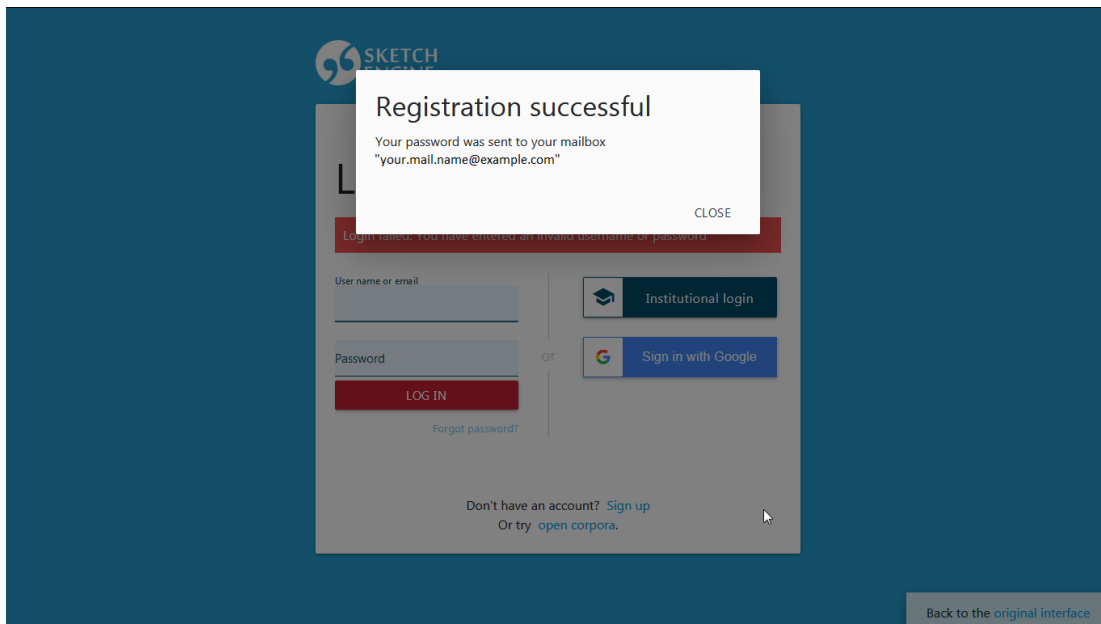 SKETCH
ENGINE
Registration successful
Your password was sent to your mailbox
"your.mail.name@example.com"
CLOSE
L
Login failed. You have entered an invalid username or password
User name or email
Password
LOG IN
Forgot password?
or
Institutional login
Sign in with Google
Don't have an account? Sign up
Or try open corpora.
Back to the original interface